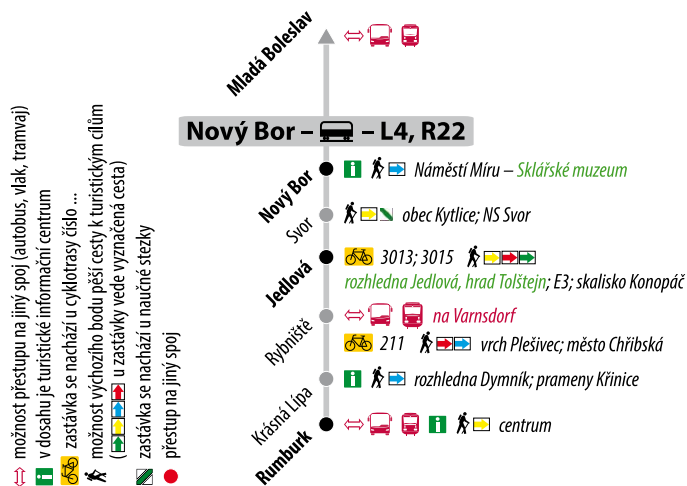 Mladá Boleslav
Nový Bor – – L4, R22
Nový Bor
Náměstí Míru – Sklářské muzeum
Svor
obec Kytlice; NS Svor
Jedlová
3013; 3015
rozhledna Jedlová, hrad Tolštejn; E3; skalisko Konopáč
Rybniště
na Varnsdorf
211
vrch Plešivec; město Chřibská
Krásná Lípa
rozhledna Dymník; prameny Křinice
Rumburk
centrum
možnost přestupu na jiný spoj (autobus, vlak, tramvaj)
v dosahu je turistické informační centrum
zastávka se nachází u cyklotrasy číslo ...
možnost výchozího bodu pěší cesty k turistickým cílům
( u zastávky vede vyznačená cesta)
zastávka se nachází u naučné stezky
přestup na jiný spoj